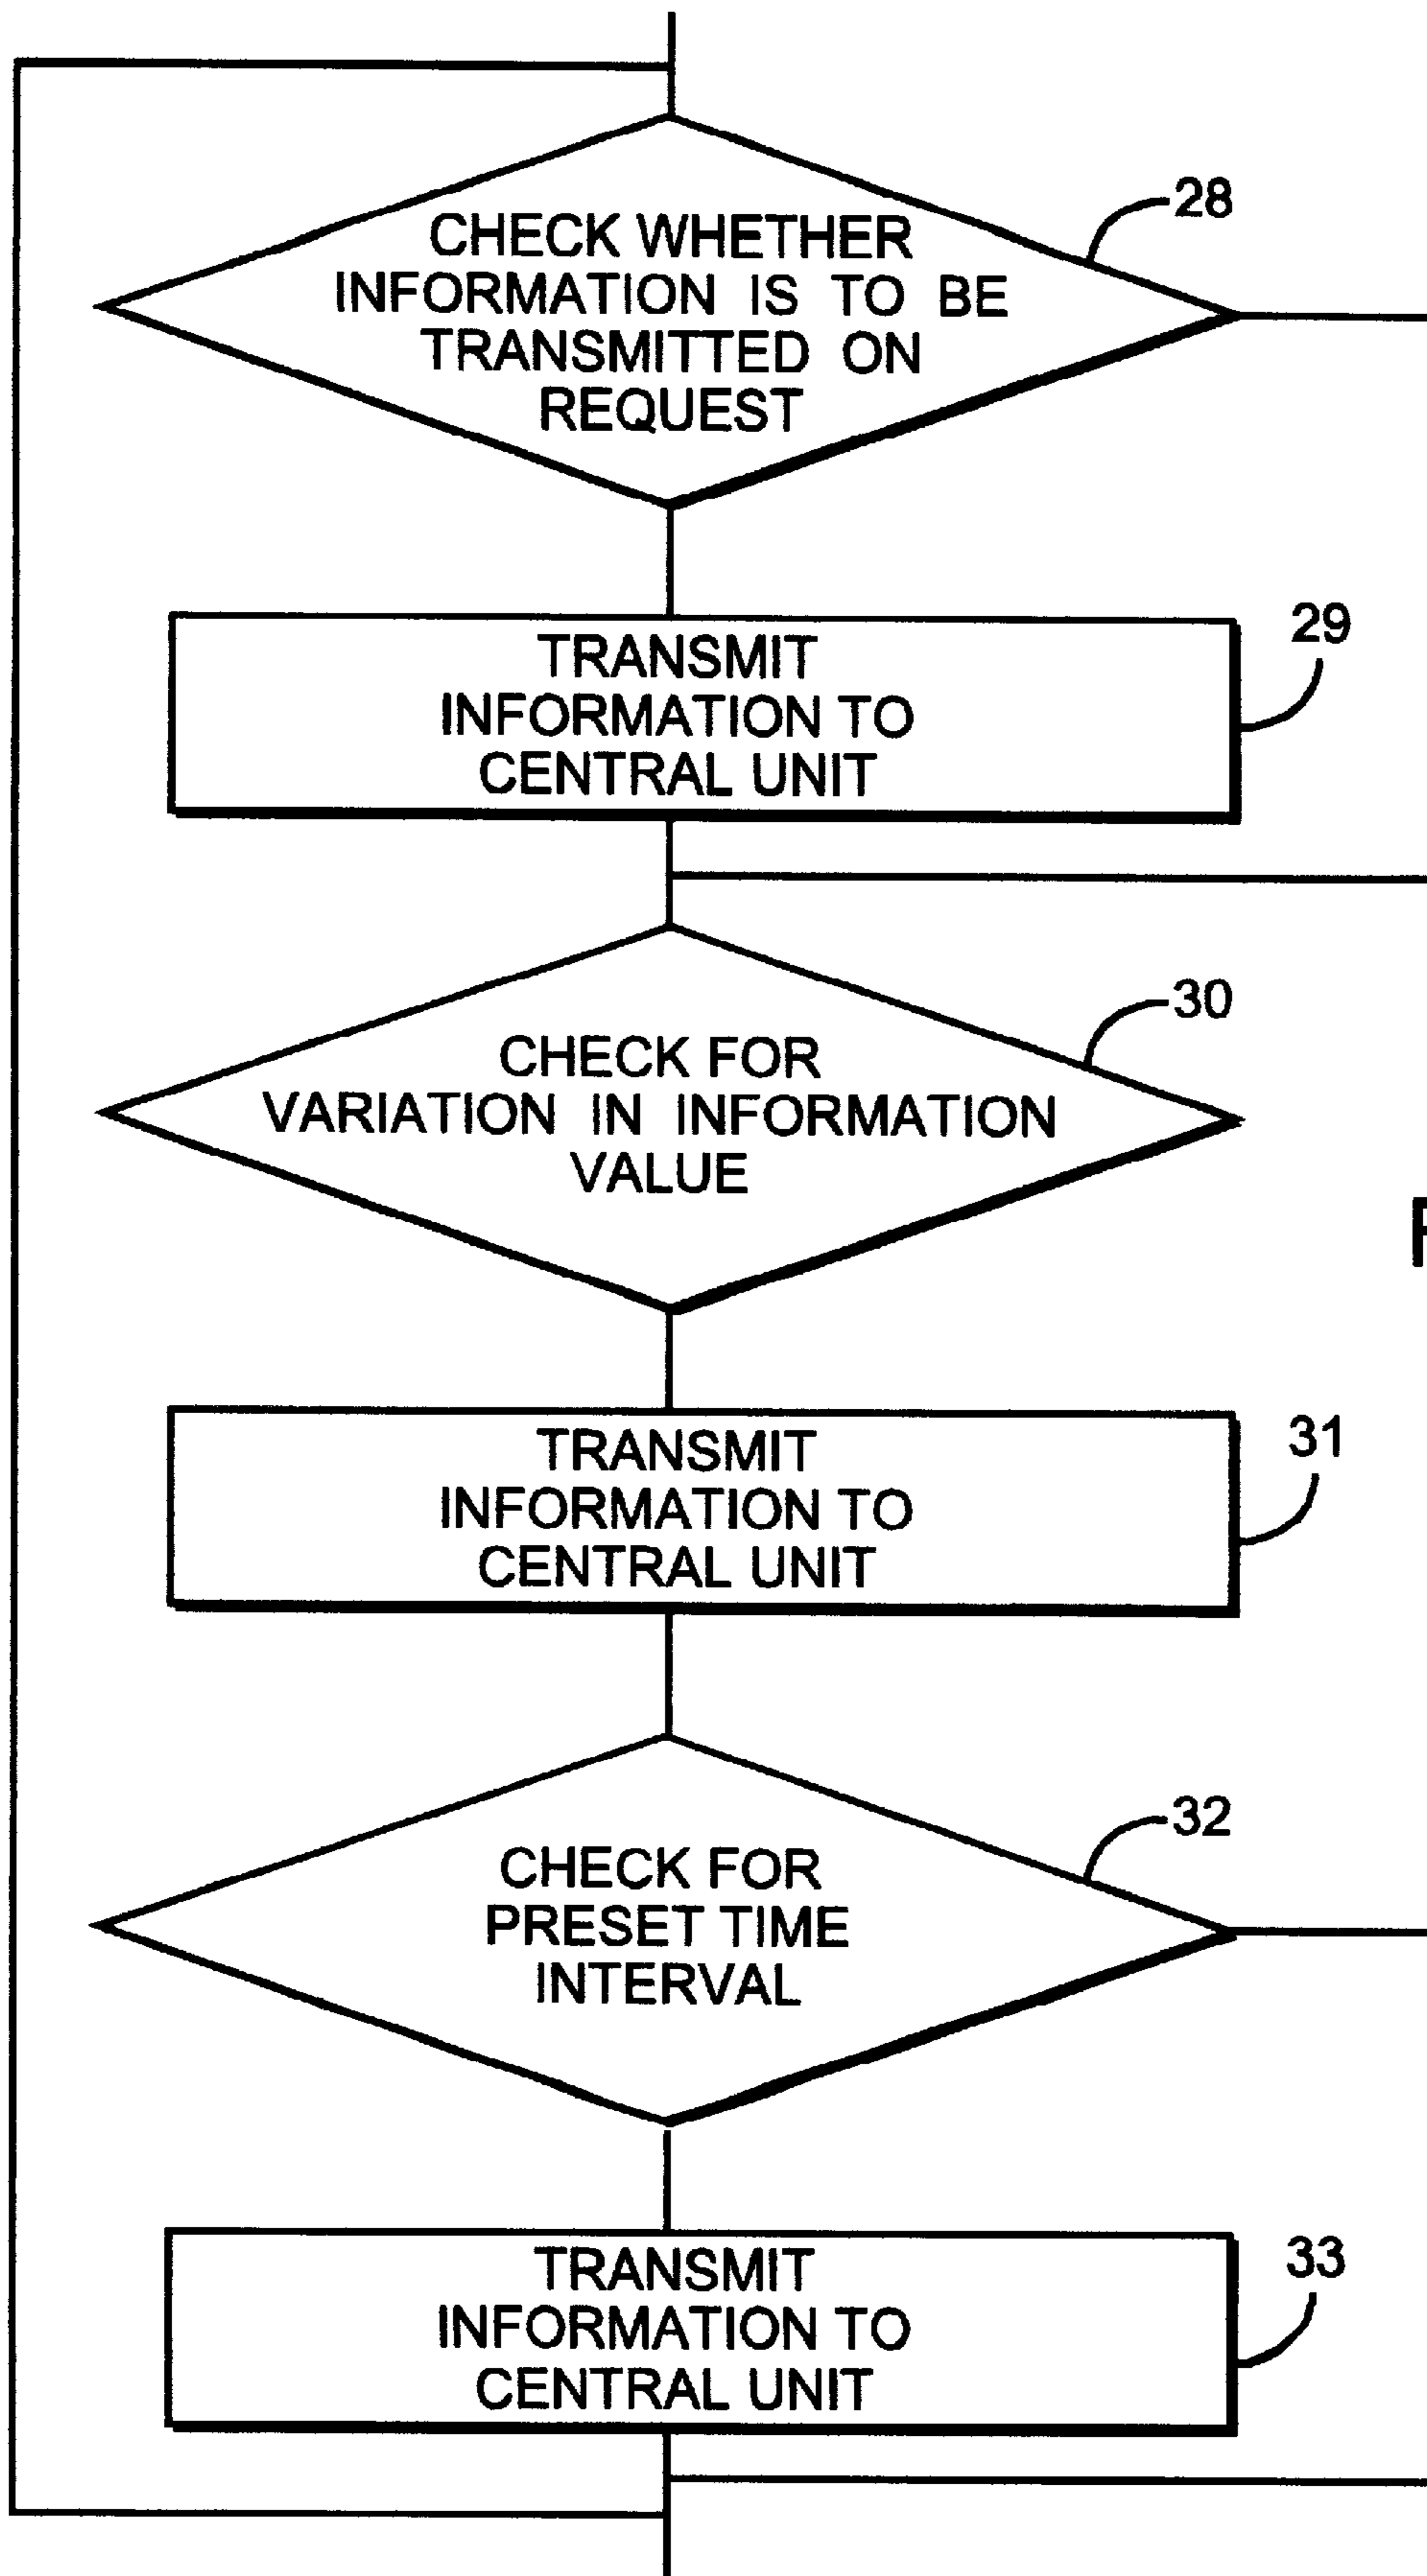 28
CHECK WHETHER
INFORMATION IS TO BE
TRANSMITTED ON
REQUEST
29
TRANSMIT
INFORMATION TO
CENTRAL UNIT
30
CHECK FOR
VARIATION IN INFORMATION
VALUE
31
TRANSMIT
INFORMATION TO
CENTRAL UNIT
32
CHECK FOR
PRESET TIME
INTERVAL
33
TRANSMIT
INFORMATION TO
CENTRAL UNIT